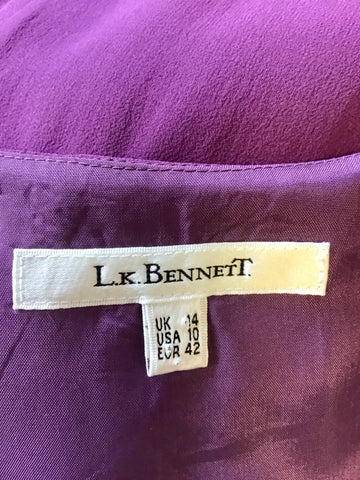 L.K.BENNETT.
UK 14
USA 10
EUR 42